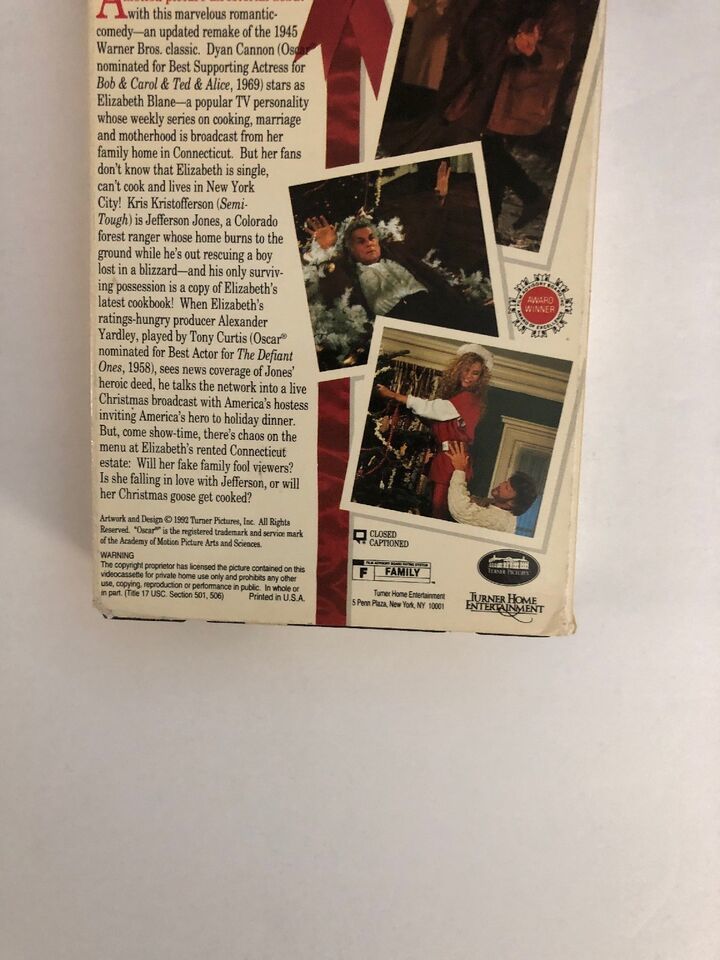 A
with this marvelous romantic-
comedy—an updated remake of the 1945
Warner Bros. classic. Dyan Cannon (Oscar®
nominated for Best Supporting Actress for
Bob & Carol & Ted & Alice, 1969) stars as
Elizabeth Blane—a popular TV personality
whose weekly series on cooking, marriage
and motherhood is broadcast from her
family home in Connecticut. But her fans
don't know that Elizabeth is single,
can't cook and lives in New York
City! Kris Kristofferson (Semi-
Tough) is Jefferson Jones, a Colorado
forest ranger whose home burns to the
ground while he's out rescuing a boy
lost in a blizzard—and his only surviv-
ing possession is a copy of Elizabeth's
latest cookbook! When Elizabeth's
ratings-hungry producer Alexander
Yardley, played by Tony Curtis (Oscar®
nominated for Best Actor for The Defiant
Ones, 1958), sees news coverage of Jones'
heroic deed, he talks the network into a live
Christmas broadcast with America's hostess
inviting America's hero to holiday dinner.
But, come show-time, there's chaos on the
menu at Elizabeth's rented Connecticut
estate: Will her fake family fool viewers?
Is she falling in love with Jefferson, or will
her Christmas goose get cooked?
Artwork and Design © 1992 Turner Pictures, Inc. All Rights
Reserved. "Oscar®" is the registered trademark and service mark
of the Academy of Motion Picture Arts and Sciences.
WARNING
The copyright proprietor has licensed the picture contained on this
videocassette for private home use only and prohibits any other
use, copying, reproduction or performance in public. In whole or
in part. (Title 17 USC. Section 501, 506) Printed in U.S.A.
AWARD
WINNER
CLOSED
CAPTIONED
F FAMILY
Turner Home Entertainment
5 Penn Plaza, New York, NY 10001
TURNER PICTURES
TURNER HOME
ENTERTAINMENT